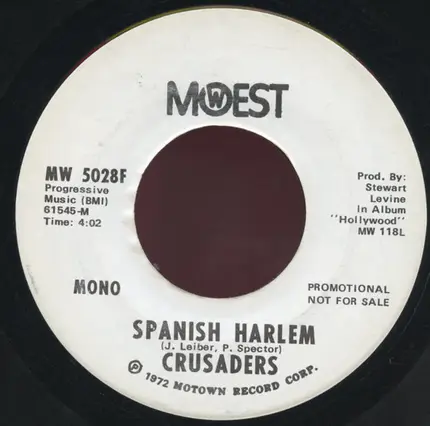 MOWEST
MW 5028F
Progressive
Music (BMI)
61545-M
Time: 4:02
Prod. By:
Stewart
Levine
In Album
"Hollywood"
MW 118L
MONO
PROMOTIONAL
NOT FOR SALE
SPANISH HARLEM
(J. Leiber, P. Spector)
CRUSADERS
℗ 1972 MOTOWN RECORD CORP.